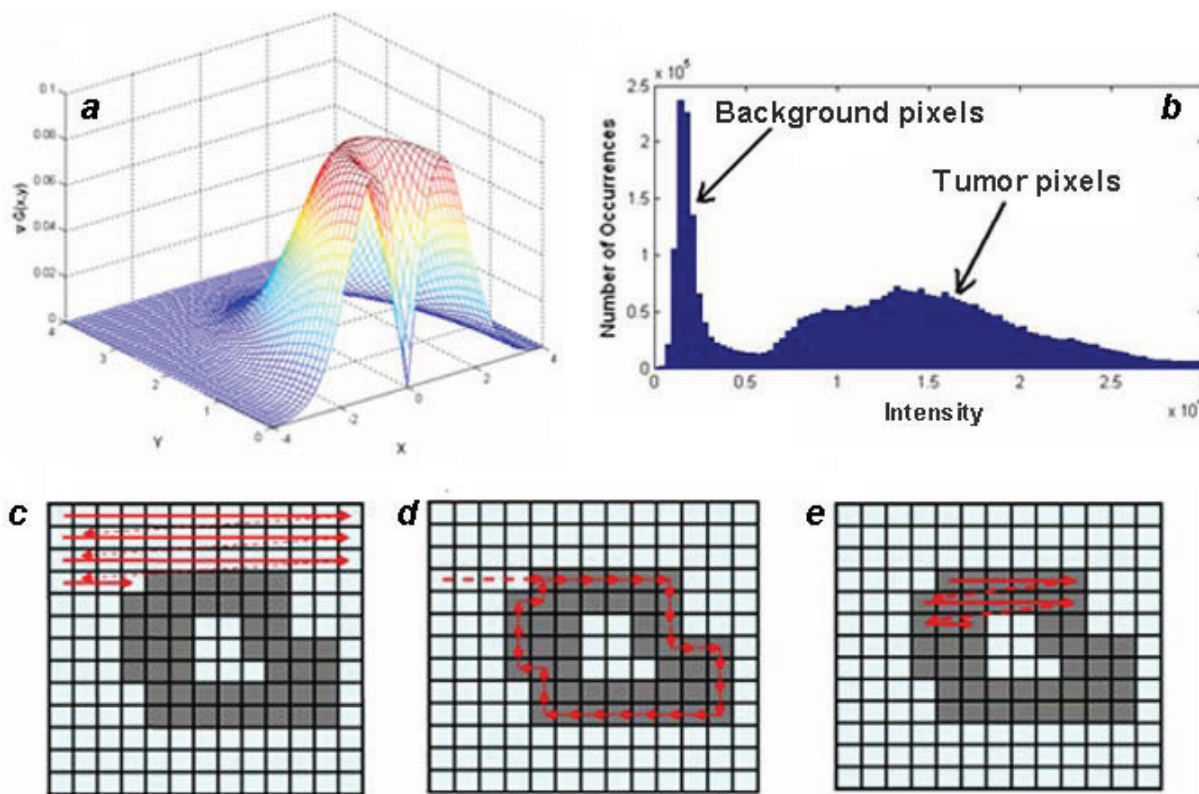 a
0.1
0.08
0.06
0.04
0.02
0
∇G(x,y)
4
3
2
1
0
Y
-4
-2
0
2
4
X
b
x 10⁵
2.5
2
1.5
1
0.5
0
Number of Occurrences
Background pixels
Tumor pixels
0
0.5
1
1.5
2
2.5
Intensity
c
d
e